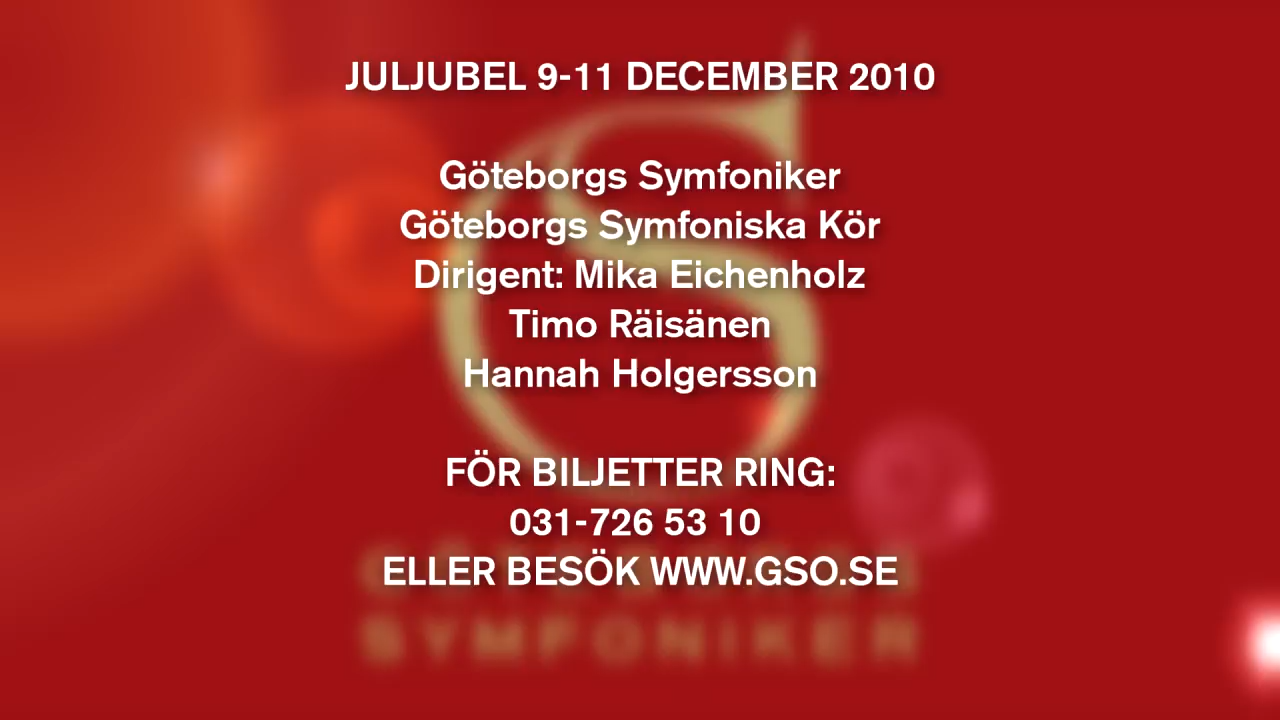 JULJUBEL 9-11 DECEMBER 2010
Göteborgs Symfoniker
Göteborgs Symfoniska Kör
Dirigent: Mika Eichenholz
Timo Räisänen
Hannah Holgersson
FÖR BILJETTER RING:
031-726 53 10
ELLER BESÖK WWW.GSO.SE
SYMFONIKER